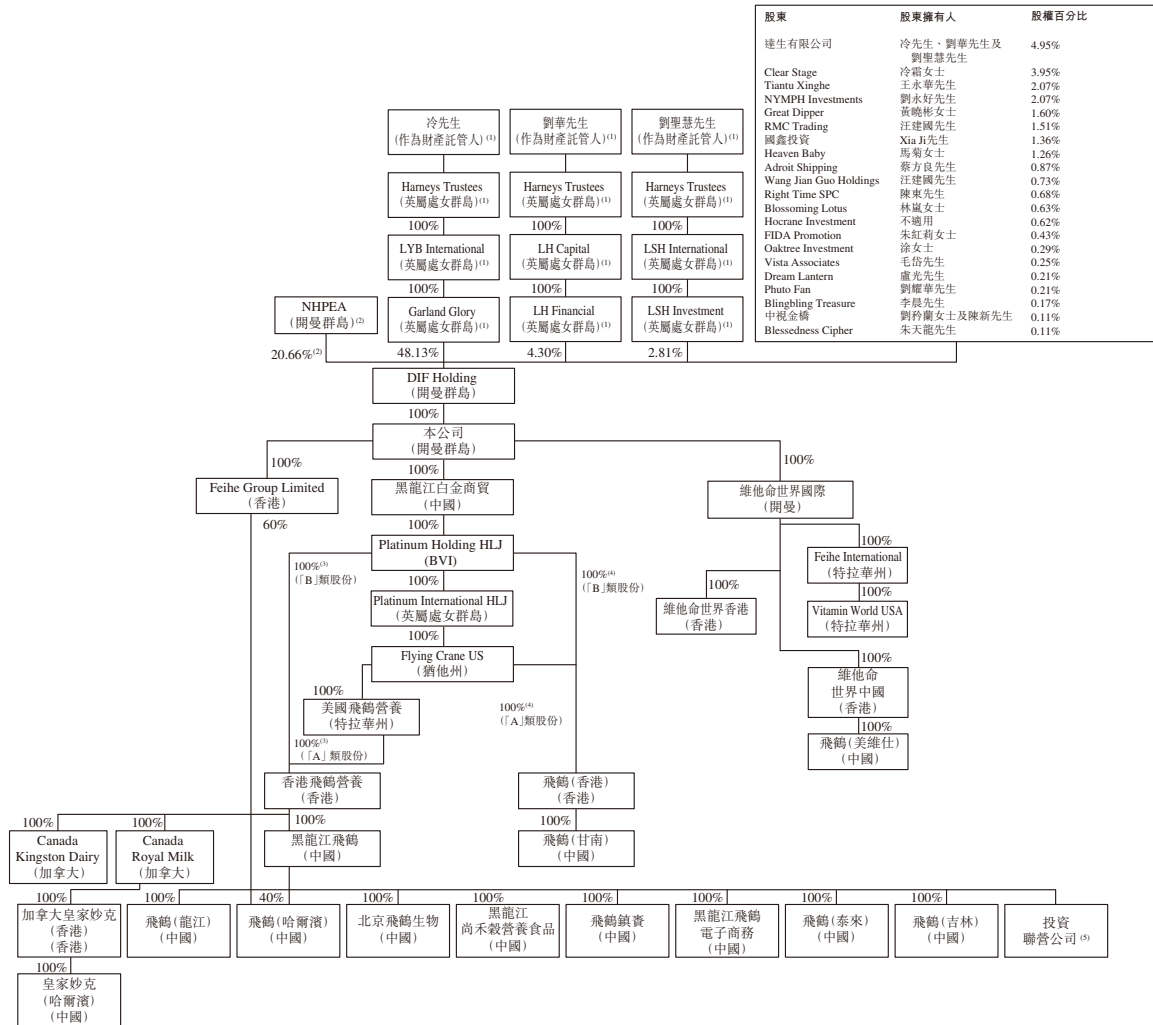 股東 股東擁有人 股權百分比
達生有限公司 冷先生、劉華先生及 4.95%
劉聖慧先生
Clear Stage 冷霜女士 3.95%
Tiantu Xinghe 王永華先生 2.07%
NYMPH Investments 劉永好先生 2.07%
Great Dipper 黃曉彬女士 1.60%
RMC Trading 汪建國先生 1.51%
國鑫投資 Xia Ji先生 1.36%
Heaven Baby 馬菊女士 1.26%
Adroit Shipping 蔡方良先生 0.87%
Wang Jian Guo Holdings 汪建國先生 0.73%
Right Time SPC 陳東先生 0.68%
Blossoming Lotus 林嵐女士 0.63%
Hocrane Investment 不適用 0.62%
FIDA Promotion 朱紅莉女士 0.43%
Oaktree Investment 涂女士 0.29%
Vista Associates 毛岱先生 0.25%
Dream Lantern 盧光先生 0.21%
Phuto Fan 劉耀華先生 0.21%
Blingbling Treasure 李晨先生 0.17%
中視金橋 劉矜蘭女士及陳新先生 0.11%
Blessedness Cipher 朱天龍先生 0.11%
冷先生 劉華先生 劉聖慧先生
(作為財產託管人)(1) (作為財產託管人)(1) (作為財產託管人)(1)
Harneys Trustees Harneys Trustees Harneys Trustees
(英屬處女群島)(1) (英屬處女群島)(1) (英屬處女群島)(1)
100% 100% 100%
LYB International LH Capital LSH International
(英屬處女群島)(1) (英屬處女群島)(1) (英屬處女群島)(1)
100% 100% 100%
NHPEA Garland Glory LH Financial LSH Investment
(開曼群島)(2) (英屬處女群島)(1) (英屬處女群島)(1) (英屬處女群島)(1)
20.66%(2) 48.13% 4.30% 2.81%
DIF Holding
(開曼群島)
100%
本公司
(開曼群島)
100% 100% 100%
Feihe Group Limited 黑龍江白金商貿 維他命世界國際
(香港) (中國) (開曼)
60% 100%
Platinum Holding HLJ
(BVI)
100% 
Feihe International
(特拉華州)
100%(3) 100% 100%(4) 100% 100%
(「B」類股份) (「B」類股份)
Platinum International HLJ 維他命世界香港 Vitamin World USA
(英屬處女群島) (香港) (特拉華州)
100%
Flying Crane US
(猶他州)
100% 100%
美國飛鶴營養 維他命
(特拉華州) 世界中國
(香港)
100%(4)
(「A」類股份)
100%(3) 100%
(「A」類股份)
飛鶴(美維仕)
(中國)
香港飛鶴營養 飛鶴(香港)
(香港) (香港)
100% 100% 100% 100%
Canada Canada 黑龍江飛鶴 飛鶴(甘南)
Kingston Dairy Royal Milk (中國) (中國)
(加拿大) (加拿大)
100% 100% 40% 100% 100% 100% 100% 100% 100%
加拿大皇家妙克 飛鶴(龍江) 飛鶴(哈爾濱) 北京飛鶴生物 黑龍江 飛鶴鎮賚 黑龍江飛鶴 飛鶴(泰來) 飛鶴(吉林) 投資
(香港) (中國) (中國) (中國) 尚禾穀營養食品 (中國) 電子商務 (中國) (中國) 聯營公司(5)
(香港) (中國) (中國)
100%
皇家妙克
(哈爾濱)
(中國)